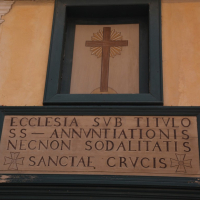 ECCLESIA SVB TITVLO
SS — ANNVNTIATIONIS
NECNON SODALITATIS
SANCTAE CRVCIS